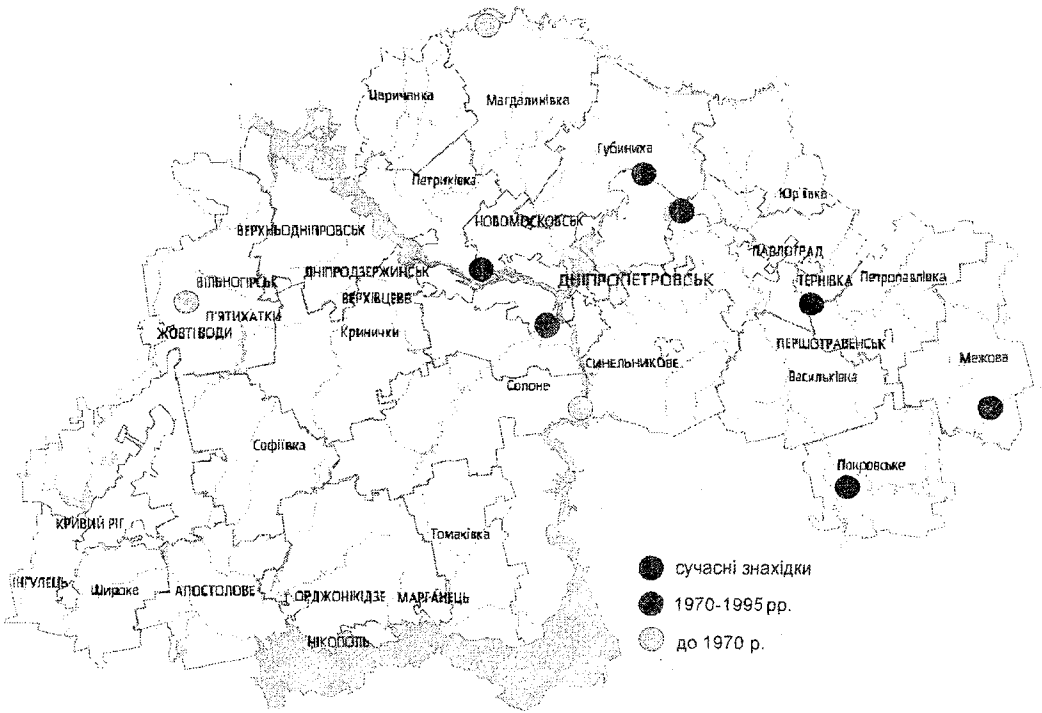 Царичанка
Магдалинівка
Губиниха
Петриківка
Юр'ївка
НОВОМОСКОВСЬК
ВЕРХНЬОДНІПРОВСЬК
ПАВЛОГРАД
ДНІПРОДЗЕРЖИНСЬК
ДНІПРОПЕТРОВСЬК
ТЕРНІВКА
Петропавлівка
ВІЛЬНОГІРСЬК
ВЕРХІВЦЕВЕ
П'ЯТИХАТКИ
ЖОВТІ ВОДИ
Кринички
ПЕРШОТРАВЕНСЬК
Межова
СИНЕЛЬНИКОВЕ
Васильківка
Солоне
Софіївка
Покровське
КРИВИЙ РІГ
Томаківка
ІНГУЛЕЦЬ
Широке
АПОСТОЛОВЕ
ОРДЖОНІКІДЗЕ
МАРГАНЕЦЬ
НІКОПОЛЬ
сучасні знахідки
1970-1995 рр.
до 1970 р.